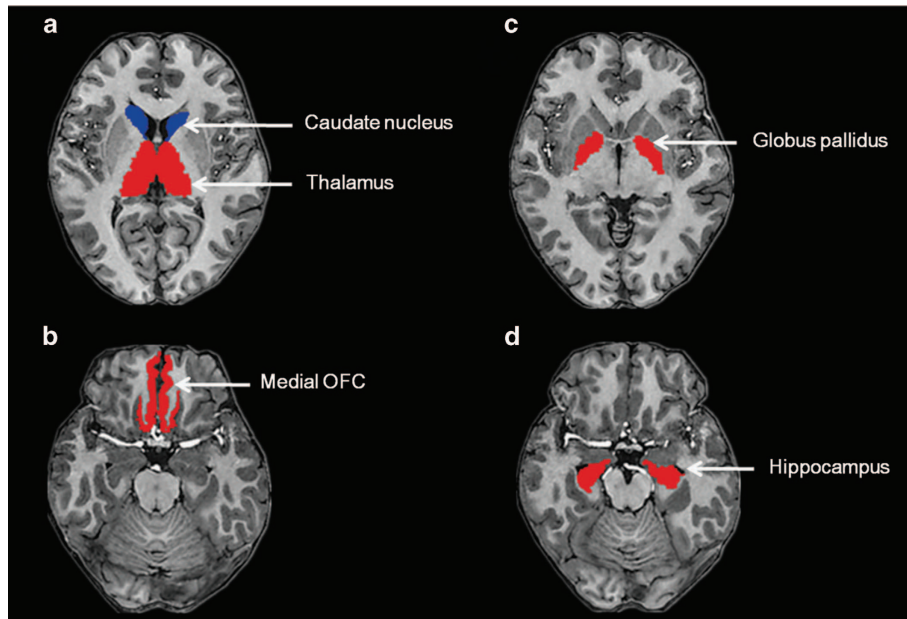 a
Caudate nucleus
Thalamus
c
Globus pallidus
b
Medial OFC
d
Hippocampus